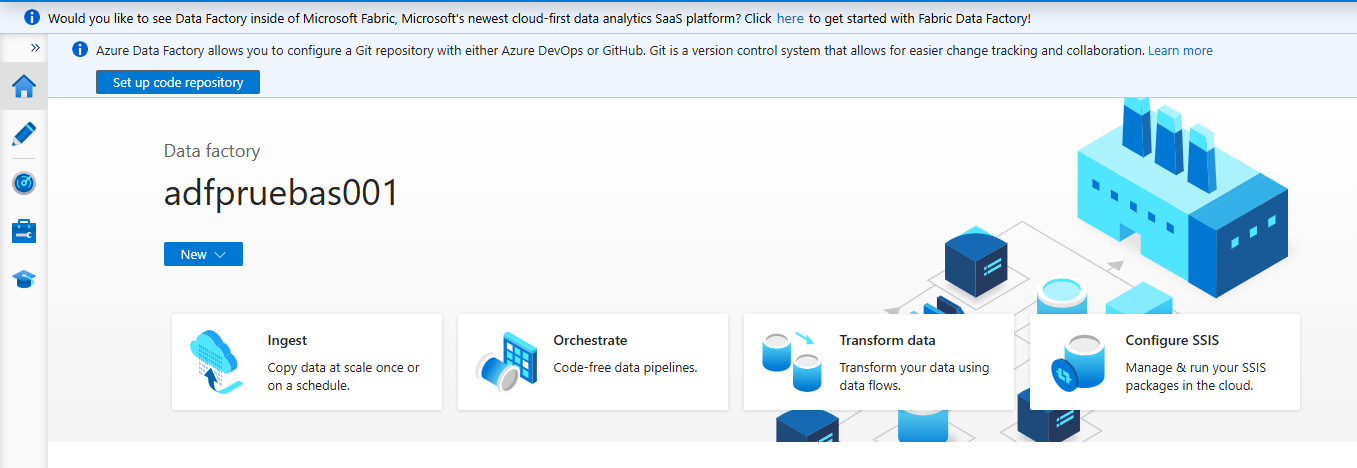 Would you like to see Data Factory inside of Microsoft Fabric, Microsoft's newest cloud-first data analytics SaaS platform? Click here to get started with Fabric Data Factory!
Azure Data Factory allows you to configure a Git repository with either Azure DevOps or GitHub. Git is a version control system that allows for easier change tracking and collaboration. Learn more
Set up code repository
Data factory
adfpruebas001
New
Ingest
Copy data at scale once or
on a schedule.
Orchestrate
Code-free data pipelines.
Transform data
Transform your data using
data flows.
Configure SSIS
Manage & run your SSIS
packages in the cloud.